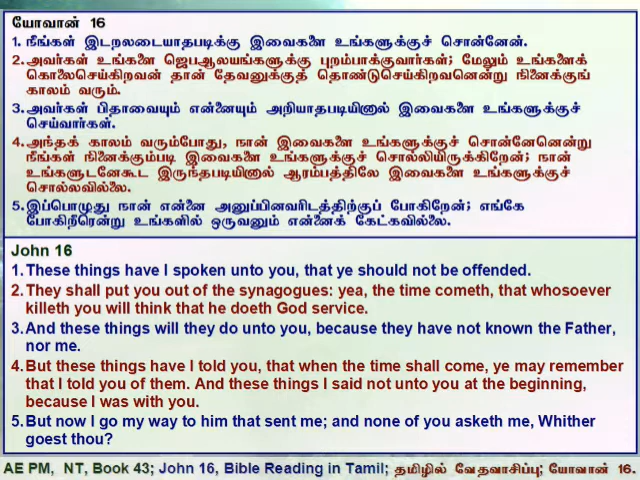 யோவான் 16
1. நீங்கள் இடறலடையாதபடிக்கு இவைகளை உங்களுக்குச் சொன்னேன்.
2. அவர்கள் உங்களை ஜெபஆலயங்களுக்கு புறம்பாக்குவார்கள்; மேலும் உங்களைக்
கொலைசெய்கிறவன் தான் தேவனுக்குத் தொண்டுசெய்கிறவனென்று நினைக்குங்
காலம் வரும்.
3. அவர்கள் பிதாவையும் என்னையும் அறியாதபடியினால் இவைகளை உங்களுக்குச்
செய்வார்கள்.
4. அந்தக் காலம் வரும்போது, நான் இவைகளை உங்களுக்குச் சொன்னேனென்று
நீங்கள் நினைக்கும்படி இவைகளை உங்களுக்குச் சொல்லியிருக்கிறேன்; நான்
உங்களுடனேகூட இருந்தபடியினால் ஆரம்பத்திலே இவைகளை உங்களுக்குச்
சொல்லவில்லை.
5. இப்பொழுது நான் என்னை அனுப்பினவரிடத்திற்குப் போகிறேன்; எங்கே
போகிறீரென்று உங்களில் ஒருவனும் என்னைக் கேட்கவில்லை.
John 16
1. These things have I spoken unto you, that ye should not be offended.
2. They shall put you out of the synagogues: yea, the time cometh, that whosoever
killeth you will think that he doeth God service.
3. And these things will they do unto you, because they have not known the Father,
nor me.
4. But these things have I told you, that when the time shall come, ye may remember
that I told you of them. And these things I said not unto you at the beginning,
because I was with you.
5. But now I go my way to him that sent me; and none of you asketh me, Whither
goest thou?
AE PM, NT, Book 43; John 16, Bible Reading in Tamil; தமிழில் வேதவாசிப்பு; யோவான் 16.